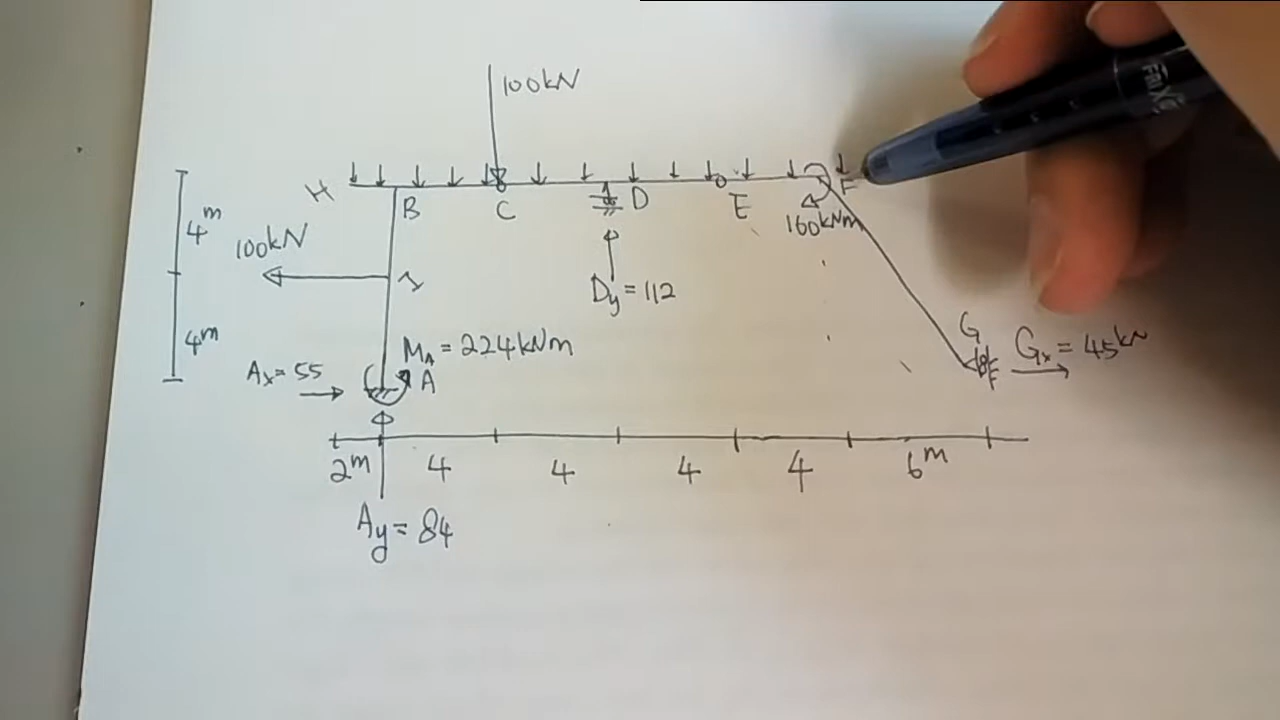 100kN
H
B
C
D
E
F
4m
100kN
160kNm
Dy = 112
4m
MA = 224kNm
G
Gx = 45kN
Ax = 55
A
2m 4 4 4 4 6m
Ay = 84